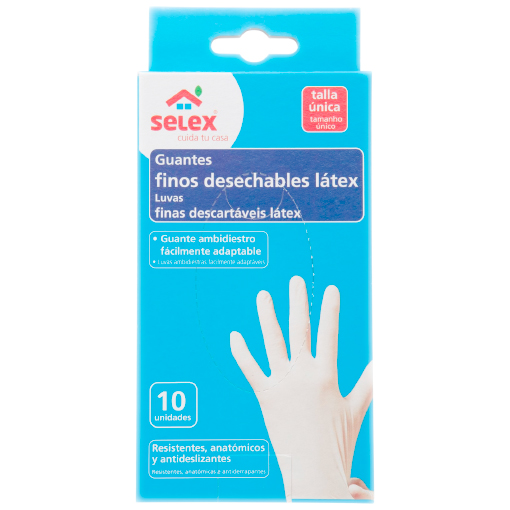 selex
cuida tu casa
talla
única
tamanho
único
Guantes
finos desechables látex
Luvas
finas descartáveis látex
• Guante ambidiestro
fácilmente adaptable
• Luvas ambidiestras facilmente adaptáveis
10
unidades
Resistentes, anatómicos
y antideslizantes
Resistentes, anatómicas e antiderrapantes